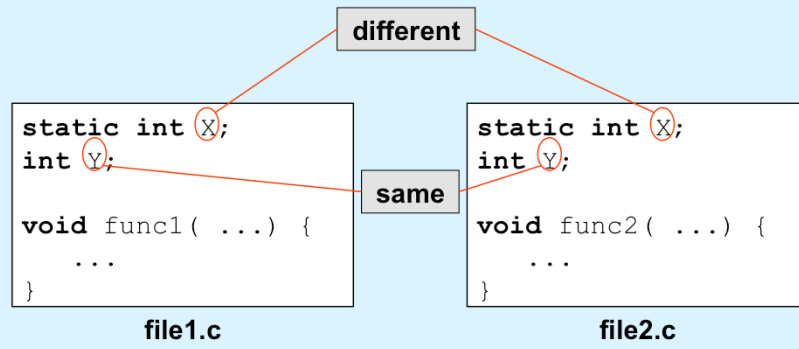 different
static int X;
int Y;
void func1( ...) {
...
}
file1.c
same
static int X;
int Y;
void func2( ...) {
...
}
file2.c